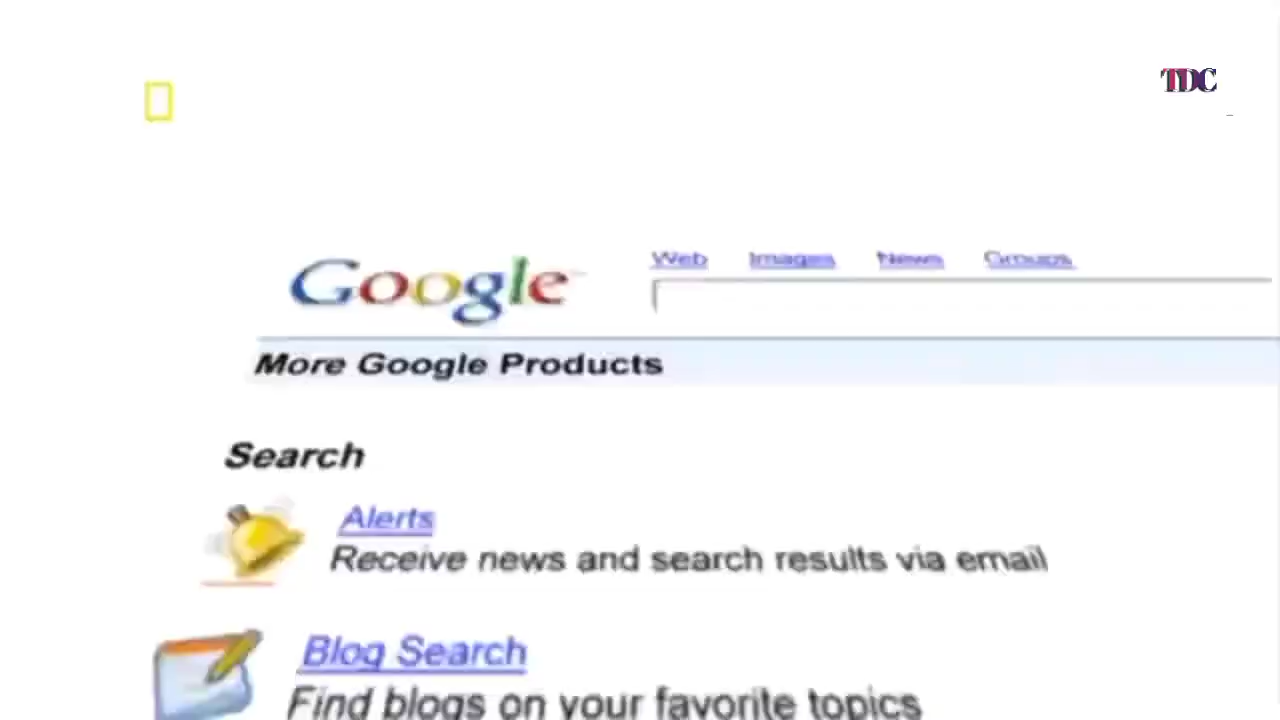 TDC
Web Images News Groups
Google
More Google Products
Search
Alerts
Receive news and search results via email
Blog Search
Find blogs on your favorite topics